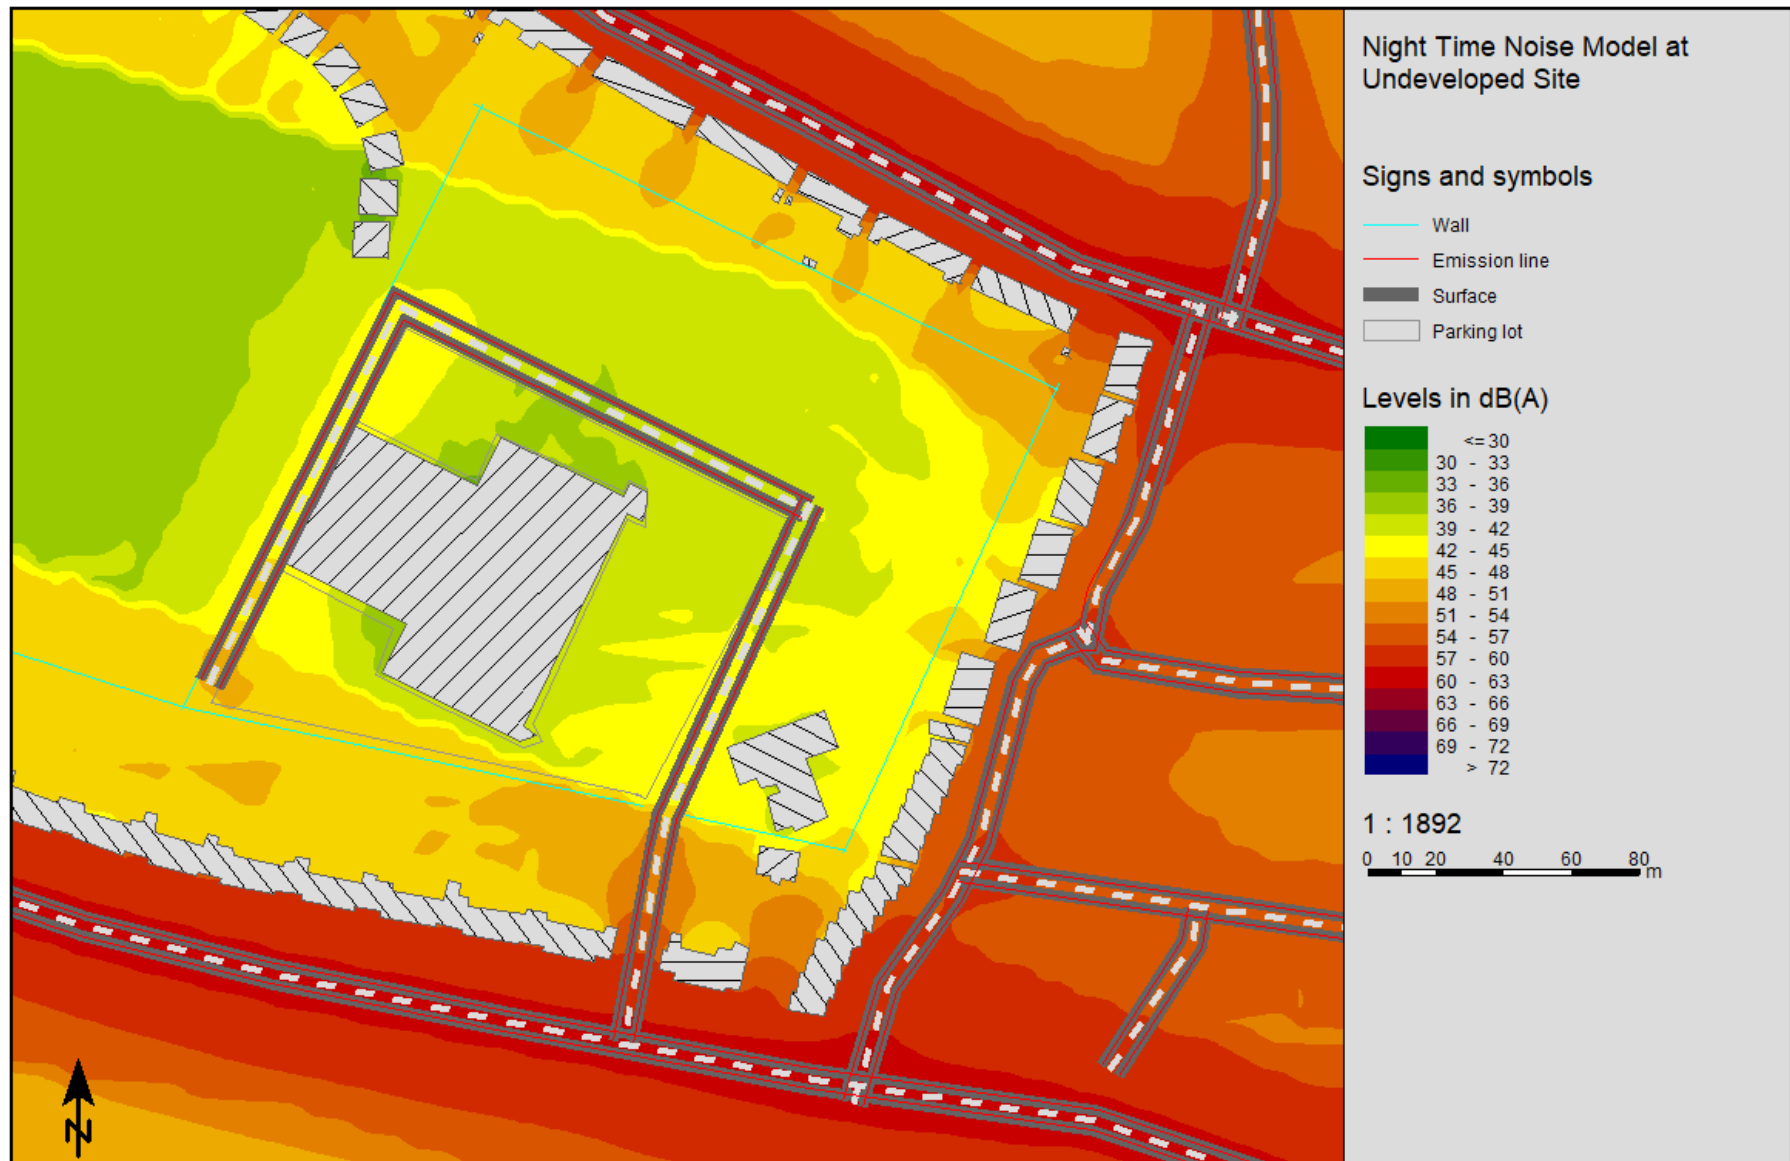 Night Time Noise Model at
Undeveloped Site
Signs and symbols
Wall
Emission line
Surface
Parking lot
Levels in dB(A)
<= 30
30 - 33
33 - 36
36 - 39
39 - 42
42 - 45
45 - 48
48 - 51
51 - 54
54 - 57
57 - 60
60 - 63
63 - 66
66 - 69
69 - 72
> 72
1 : 1892
0 10 20 40 60 80 m
N